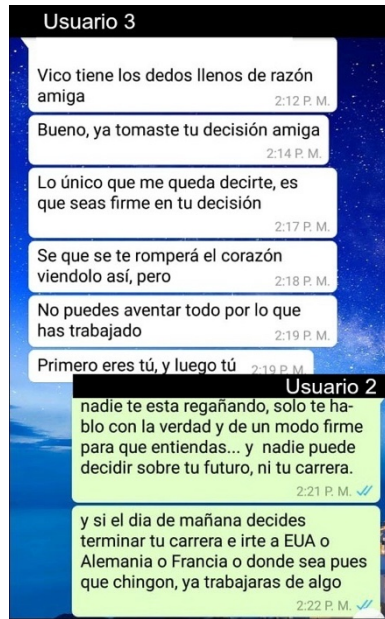 Usuario 3
Vico tiene los dedos llenos de razón
amiga
2:12 P. M.
Bueno, ya tomaste tu decisión amiga
2:14 P. M.
Lo único que me queda decirte, es
que seas firme en tu decisión
2:17 P. M.
Se que se te romperá el corazón
viendolo así, pero
2:18 P. M.
No puedes aventar todo por lo que
has trabajado
2:19 P. M.
Primero eres tú, y luego tú 2:19 P. M.
Usuario 2
nadie te esta regañando, solo te ha-
blo con la verdad y de un modo firme
para que entiendas... y nadie puede
decidir sobre tu futuro, ni tu carrera.
2:21 P. M.
y si el dia de mañana decides
terminar tu carrera e irte a EUA o
Alemania o Francia o donde sea pues
que chingon, ya trabajaras de algo
2:22 P. M.